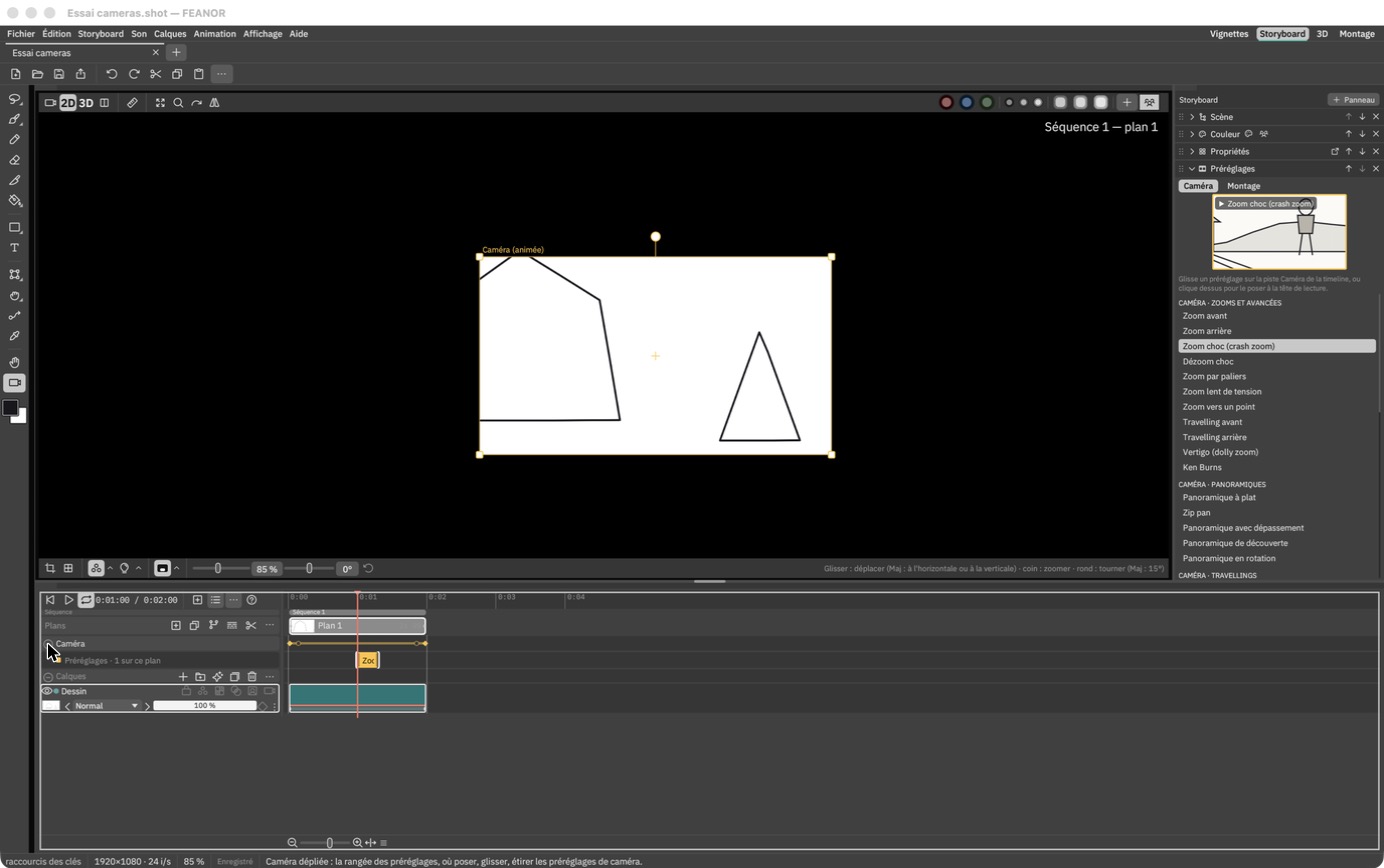 Essai cameras.shot — FEANOR
Fichier Édition Storyboard Son Calques Animation Affichage Aide
Vignettes Storyboard 3D Montage
Essai cameras
2D 3D
Séquence 1 — plan 1
Caméra (animée)
85 % 0°
Glisser : déplacer (Maj : à l'horizontale ou à la verticale) · coin : zoomer · rond : tourner (Maj : 15°)
Storyboard + Panneau
Scène
Couleur
Propriétés
Préréglages
Caméra Montage
Zoom choc (crash zoom)
Glisse un préréglage sur la piste Caméra de la timeline, ou
clique dessus pour le poser à la tête de lecture.
CAMÉRA · ZOOMS ET AVANCÉES
Zoom avant
Zoom arrière
Zoom choc (crash zoom)
Dézoom choc
Zoom par paliers
Zoom lent de tension
Zoom vers un point
Travelling avant
Travelling arrière
Vertigo (dolly zoom)
Ken Burns
CAMÉRA · PANORAMIQUES
Panoramique à plat
Zip pan
Panoramique avec dépassement
Panoramique de découverte
Panoramique en rotation
CAMÉRA · TRAVELLINGS
0:01:00 / 0:02:00
0:00 0:01 0:02 0:03 0:04
Séquence Séquence 1
Plans Plan 1
Caméra
Préréglages · 1 sur ce plan Zoc
Calques
Dessin
Normal 100 %
raccourcis des clés 1920×1080 · 24 i/s 85 % Enregistré Caméra dépliée : la rangée des préréglages, où poser, glisser, étirer les préréglages de caméra.